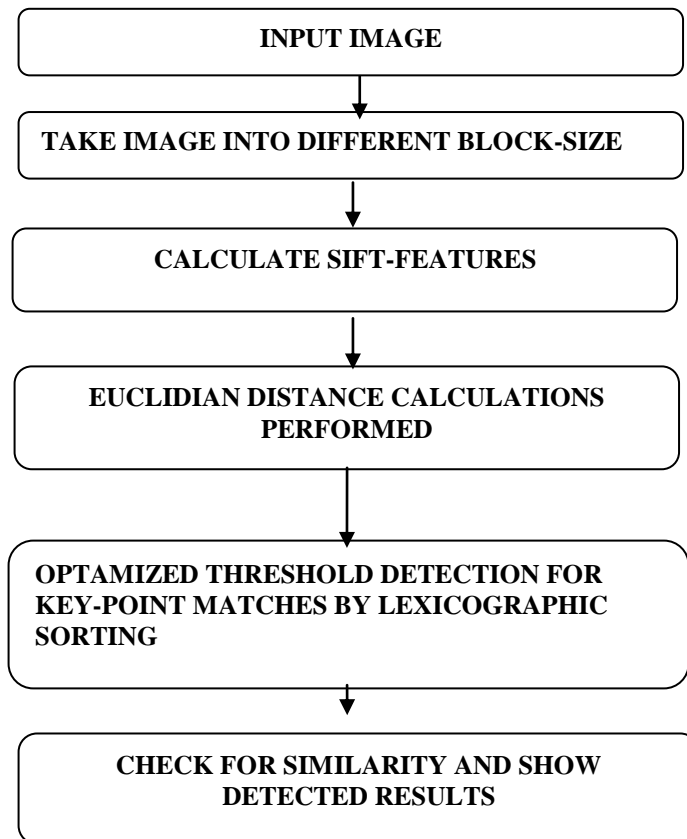 INPUT IMAGE
TAKE IMAGE INTO DIFFERENT BLOCK-SIZE
CALCULATE SIFT-FEATURES
EUCLIDIAN DISTANCE CALCULATIONS
PERFORMED
OPTAMIZED THRESHOLD DETECTION FOR
KEY-POINT MATCHES BY LEXICOGRAPHIC
SORTING
CHECK FOR SIMILARITY AND SHOW
DETECTED RESULTS